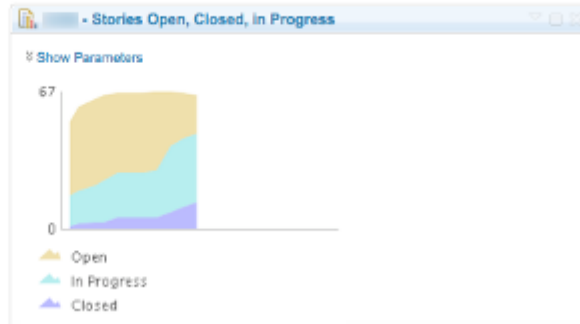 - Stories Open, Closed, in Progress
Show Parameters
67
0
Open
In Progress
Closed